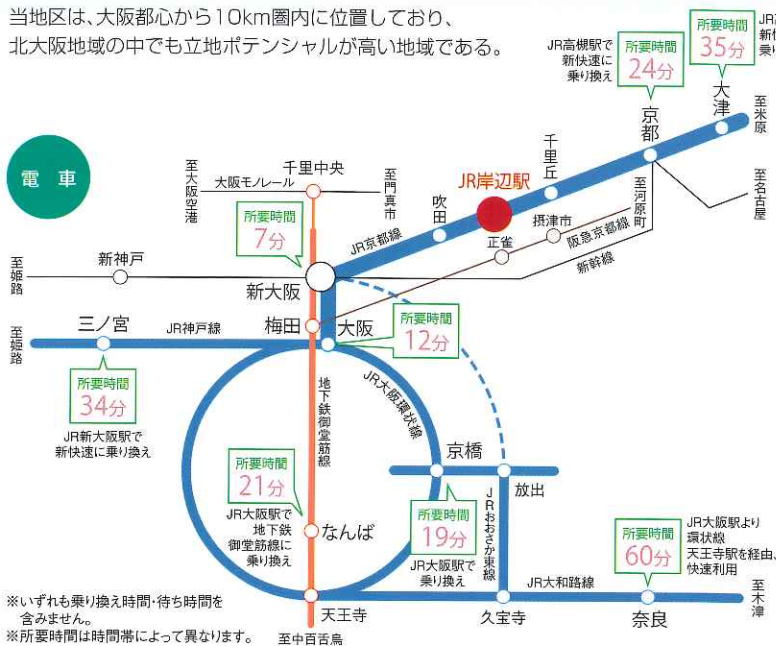 当地区は、大阪都心から10km圏内に位置しており、
北大阪地域の中でも立地ポテンシャルが高い地域である。
JR高槻駅で
新快速に
乗り換え
所要時間
24分
所要時間
35分
電車
至大阪空港
大阪モノレール
千里中央
至門真市
所要時間
7分
JR岸辺駅
吹田
千里丘
京都
大津
至米原
至名古屋
至河原町
摂津市
正雀
阪急京都線
JR京都線
新幹線
至姫路
新神戸
新大阪
梅田
大阪
所要時間
12分
至姫路
三ノ宮
JR神戸線
所要時間
34分
JR新大阪駅で
新快速に乗り換え
地下鉄御堂筋線
JR大阪環状線
京橋
放出
所要時間
21分
JR大阪駅で
地下鉄
御堂筋線に
乗り換え
なんば
所要時間
19分
JR大阪駅で
乗り換え
JRおおさか東線
所要時間
60分
JR大阪駅より
環状線
天王寺駅を経由、
快速利用
JR大和路線
天王寺
久宝寺
奈良
至木津
至中百舌鳥
※いずれも乗り換え時間・待ち時間を
含みません。
※所要時間は時間帯によって異なります。